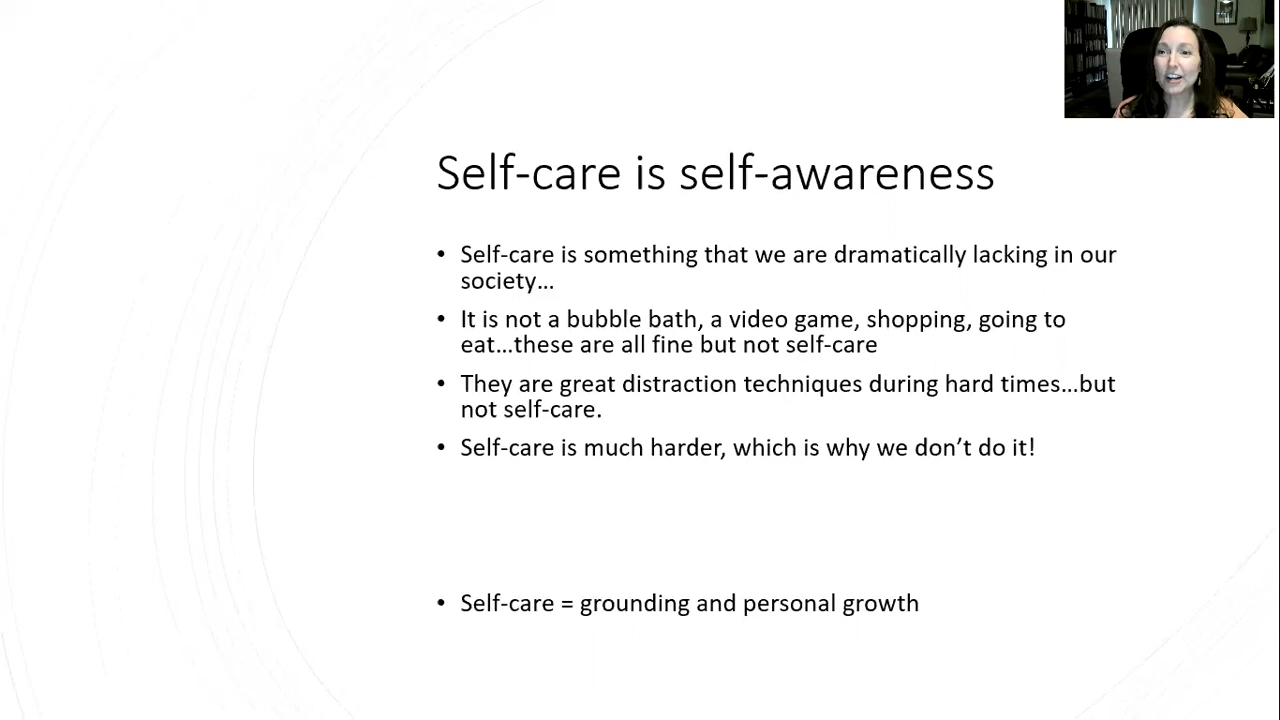 Self-care is self-awareness
• Self-care is something that we are dramatically lacking in our
society…
• It is not a bubble bath, a video game, shopping, going to
eat…these are all fine but not self-care
• They are great distraction techniques during hard times…but
not self-care.
• Self-care is much harder, which is why we don’t do it!
• Self-care = grounding and personal growth